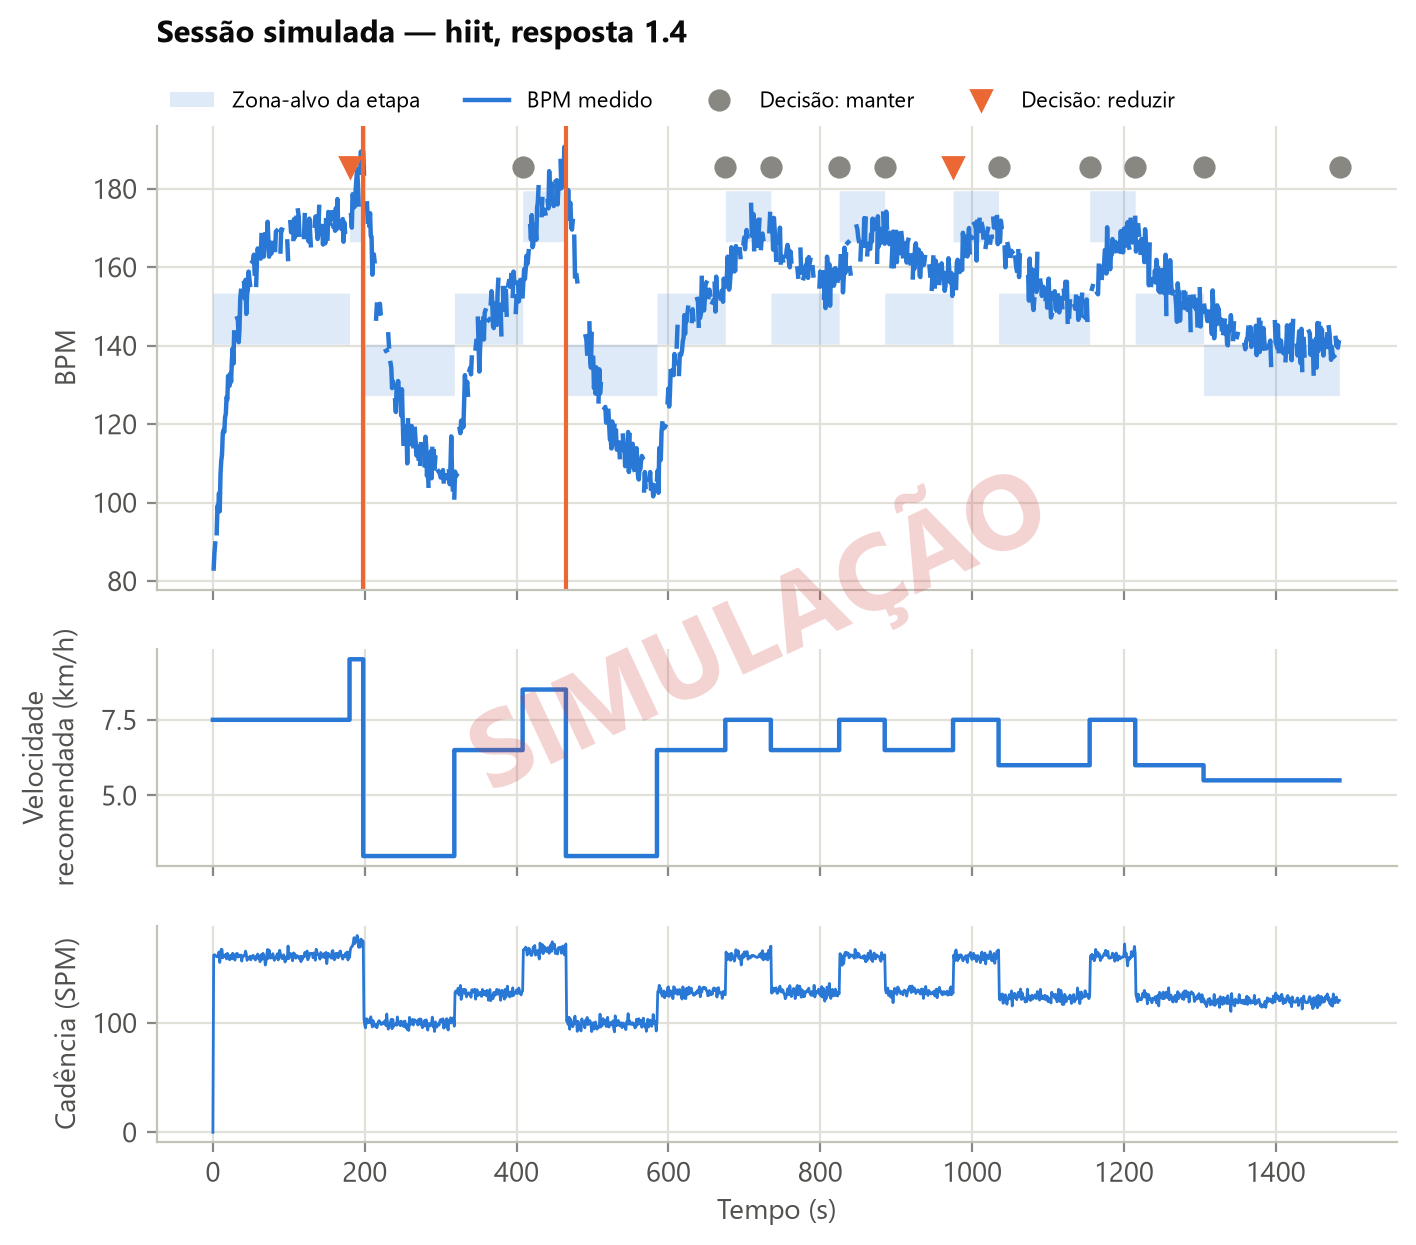 Sessão simulada — hiit, resposta 1.4
Zona-alvo da etapa
BPM medido
Decisão: manter
Decisão: reduzir
BPM
180
160
140
120
100
80
Velocidade
recomendada (km/h)
7.5
5.0
SIMULAÇÃO
Cadência (SPM)
100
0
0
200
400
600
800
1000
1200
1400
Tempo (s)